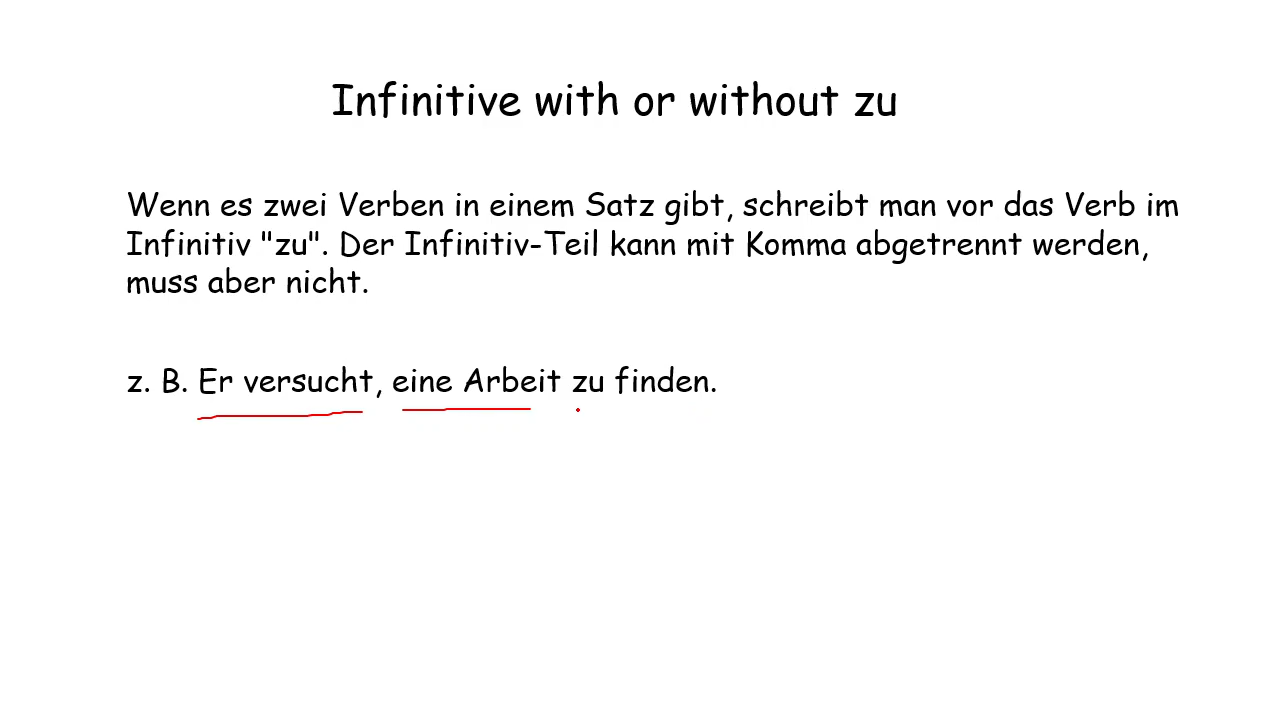 Infinitive with or without zu
Wenn es zwei Verben in einem Satz gibt, schreibt man vor das Verb im
Infinitiv "zu". Der Infinitiv-Teil kann mit Komma abgetrennt werden,
muss aber nicht.
z. B. Er versucht, eine Arbeit zu finden.